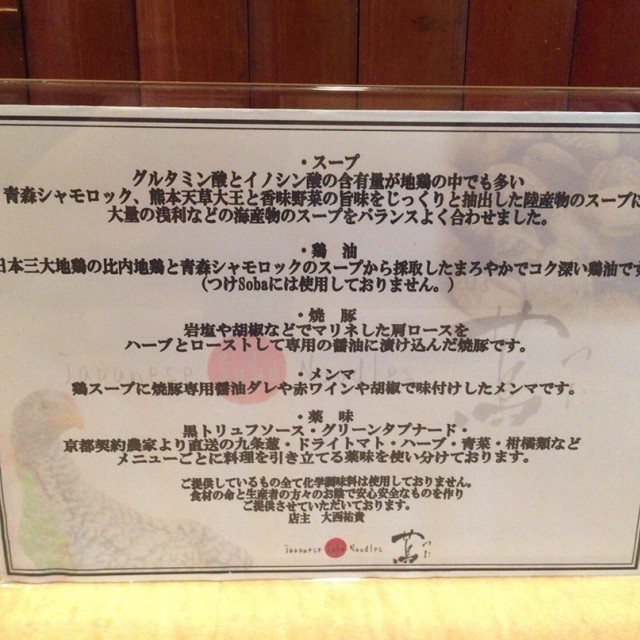 ・スープ
グルタミン酸とイノシン酸の含有量が地鶏の中でも多い
青森シャモロック、熊本天草大王と香味野菜の旨味をじっくりと抽出した陸産物のスープに
大量の浅利などの海産物のスープをバランスよく合わせました。
・鶏 油
日本三大地鶏の比内地鶏と青森シャモロックのスープから採取したまろやかでコク深い鶏油です
(つけSobaには使用しておりません。)
・焼 豚
岩塩や胡椒などでマリネした肩ロースを
ハーブとローストして専用の醤油に漬け込んだ焼豚です。
・メンマ
鶏スープに焼豚専用醤油ダレや赤ワインや胡椒で味付けしたメンマです。
・薬 味
黒トリュフソース・グリーンタプナード・
京都契約農家より直送の九条葱・ドライトマト・ハーブ・青菜・柑橘類など
メニューごとに料理を引き立てる薬味を使い分けております。
ご提供しているもの全て化学調味料は使用しておりません。
食材の命と生産者の方々のお陰で安心安全なものを作り
ご提供させていただいております。
店主 大西祐貴
Japanese Soba Noodles 蔦 つた